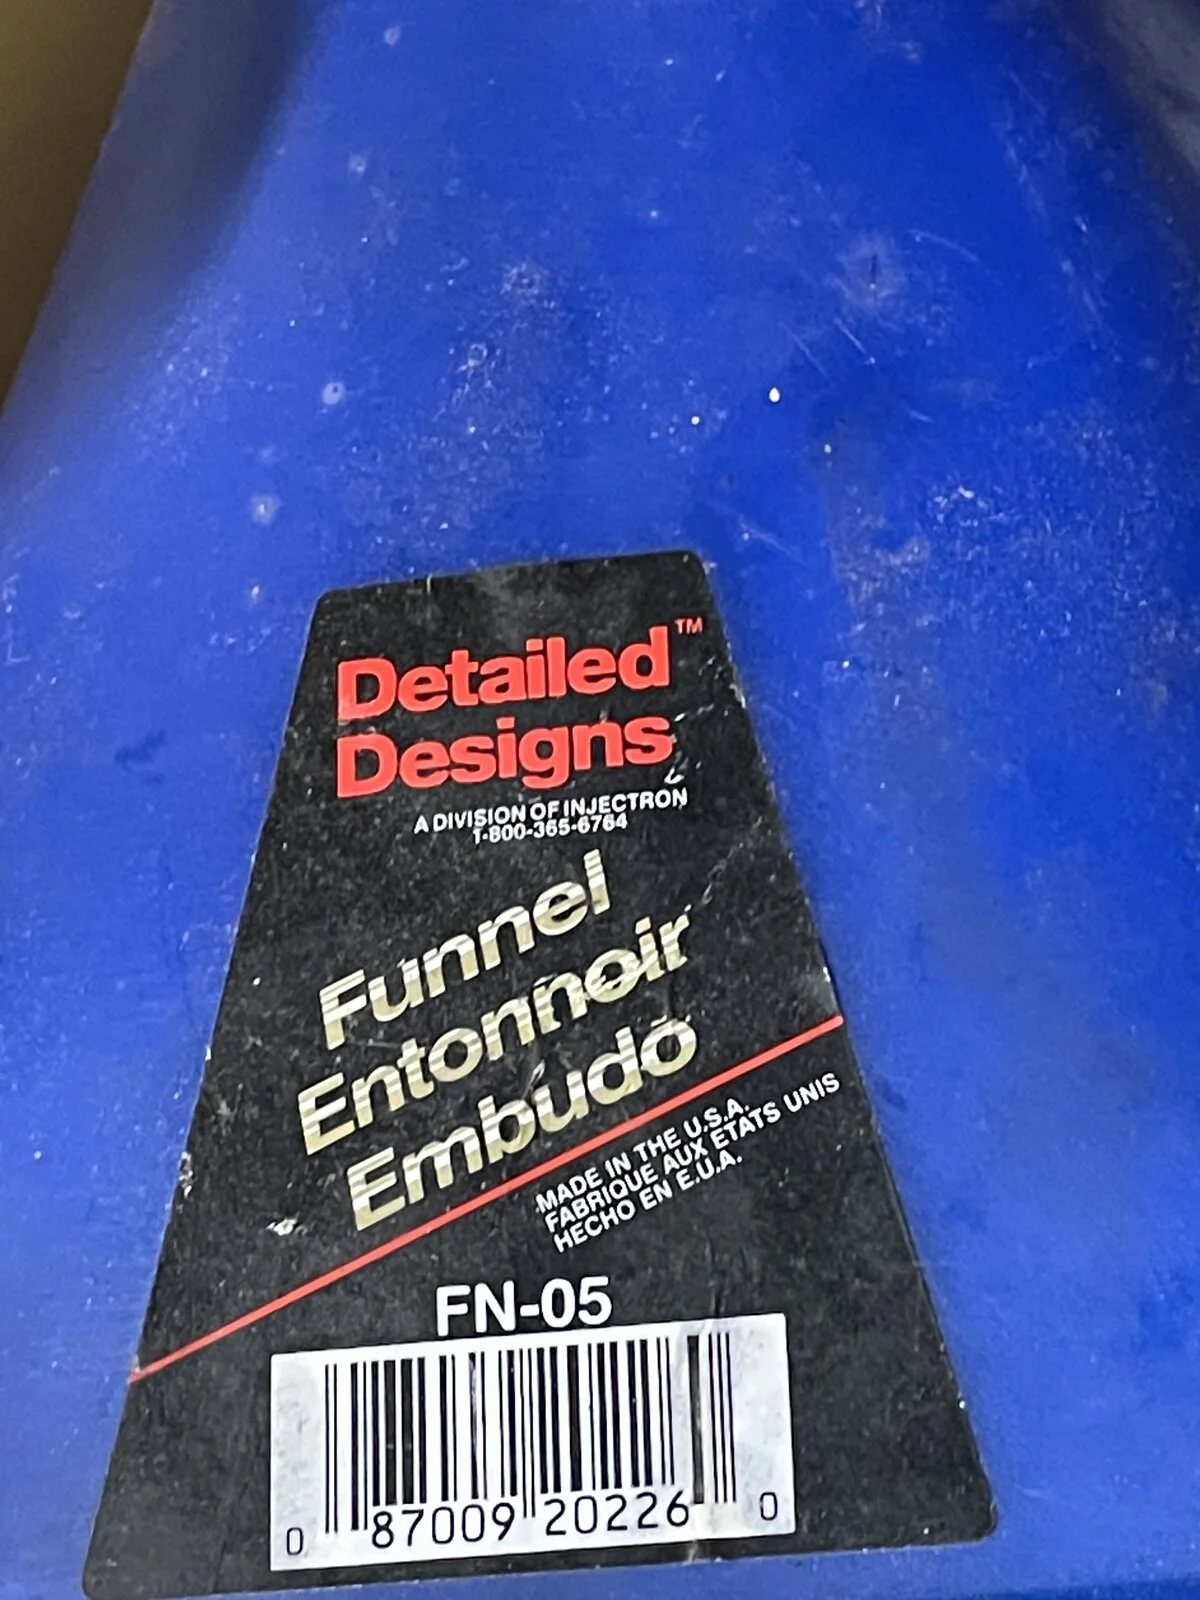 Detailed™
Designs
A DIVISION OF INJECTRON
1-800-365-6764
Funnel
Entonnoir
Embudo
MADE IN THE U.S.A.
FABRIQUE AUX ETATS UNIS
HECHO EN E.U.A.
FN-05
0 87009 20226 0